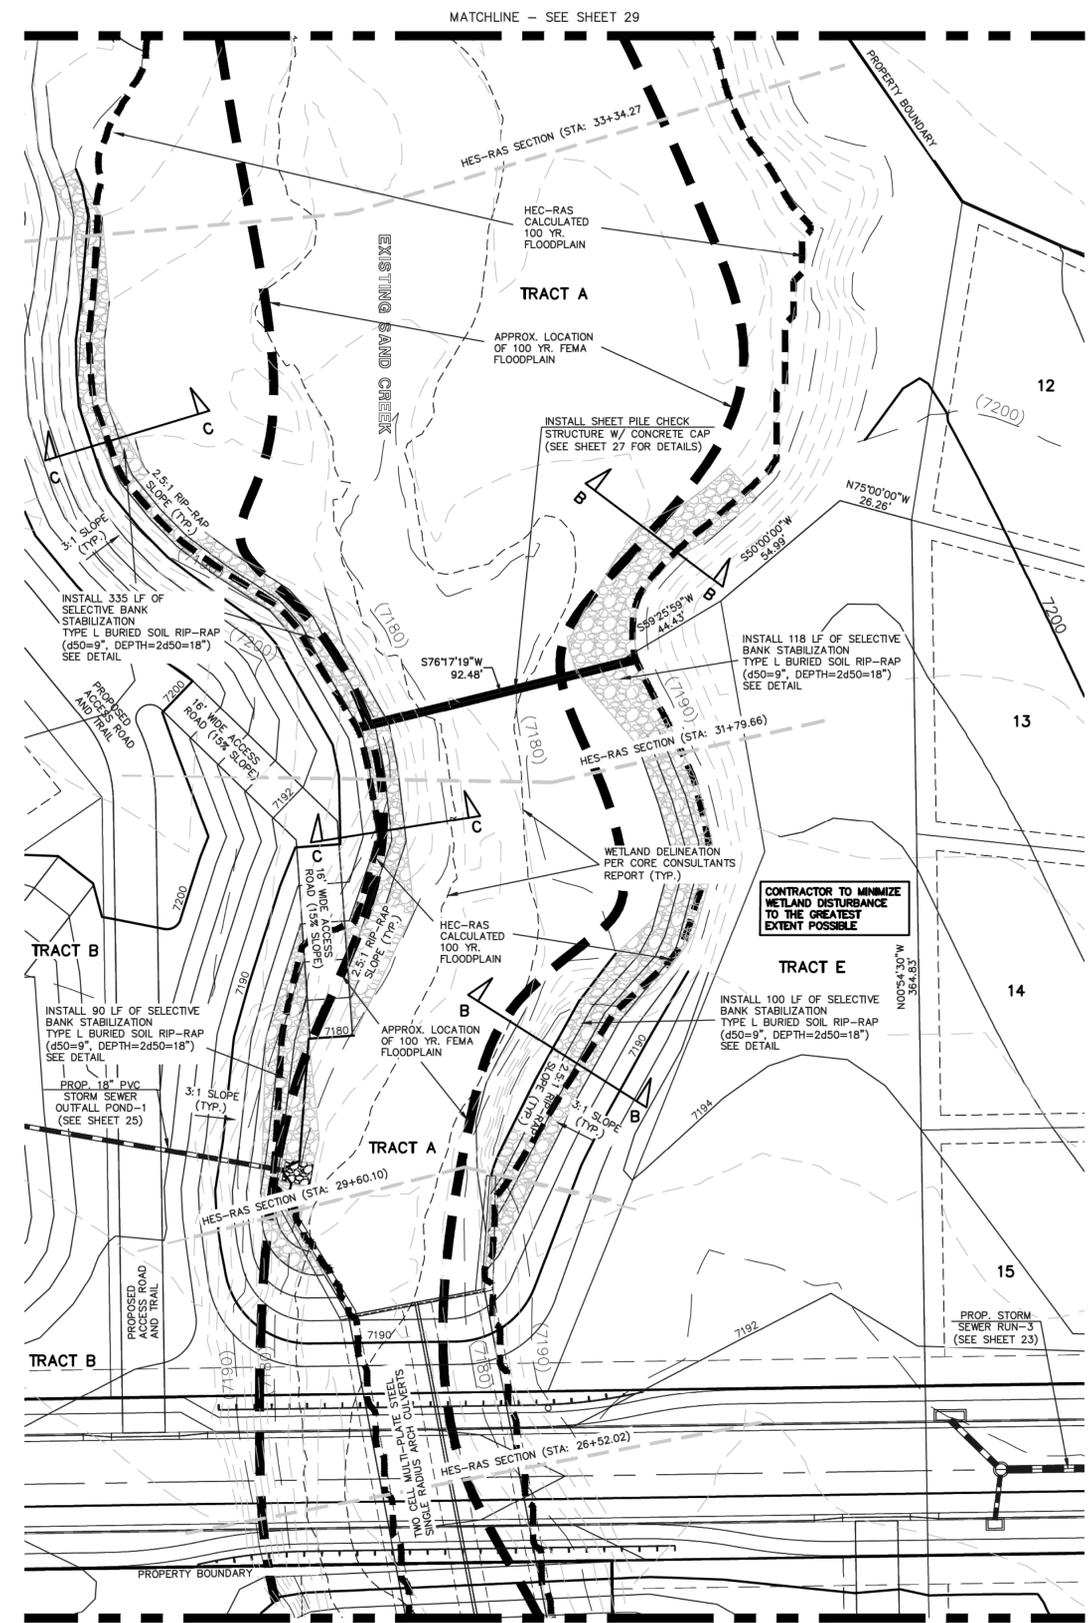 MATCHLINE – SEE SHEET 29
PROPERTY BOUNDARY
HES-RAS SECTION (STA: 33+34.27
HEC-RAS
CALCULATED
100 YR.
FLOODPLAIN
EXISTING SAND CREEK
TRACT A
APPROX. LOCATION
OF 100 YR. FEMA
FLOODPLAIN
12
(7200)
INSTALL SHEET PILE CHECK
STRUCTURE W/ CONCRETE CAP
(SEE SHEET 27 FOR DETAILS)
C
C
B
B
2.5:1 RIP-RAP
SLOPE (TYP.)
3:1 SLOPE
(TYP.)
N75°00'00"W
26.26'
S50°00'00"W
54.99'
S59°25'59"W
44.43'
7200
INSTALL 335 LF OF
SELECTIVE BANK
STABILIZATION
TYPE L BURIED SOIL RIP-RAP
(d50=9", DEPTH=2d50=18")
SEE DETAIL
(7200)
(7180)
S76°17'19"W
92.48'
INSTALL 118 LF OF SELECTIVE
BANK STABILIZATION
TYPE L BURIED SOIL RIP-RAP
(d50=9", DEPTH=2d50=18")
SEE DETAIL
(7190)
PROPOSED
ACCESS ROAD
AND TRAIL
7200
16' WIDE ACCESS
ROAD (15% SLOPE)
(7180)
13
HES-RAS SECTION (STA: 31+79.66)
7192
C
C
WETLAND DELINEATION
PER CORE CONSULTANTS
REPORT (TYP.)
16' WIDE ACCESS
ROAD (15% SLOPE)
7200
CONTRACTOR TO MINIMIZE
WETLAND DISTURBANCE
TO THE GREATEST
EXTENT POSSIBLE
TRACT B
2.5:1 RIP-RAP
SLOPE (TYP.)
HEC-RAS
CALCULATED
100 YR.
FLOODPLAIN
TRACT E
N00°54'30"W
364.83'
14
7190
B
INSTALL 90 LF OF SELECTIVE
BANK STABILIZATION
TYPE L BURIED SOIL RIP-RAP
(d50=9", DEPTH=2d50=18")
SEE DETAIL
7180
APPROX. LOCATION
OF 100 YR. FEMA
FLOODPLAIN
INSTALL 100 LF OF SELECTIVE
BANK STABILIZATION
TYPE L BURIED SOIL RIP-RAP
(d50=9", DEPTH=2d50=18")
SEE DETAIL
7190
PROP. 18" PVC
STORM SEWER
OUTFALL POND-1
(SEE SHEET 25)
3:1 SLOPE
(TYP.)
2.5:1 RIP-RAP
SLOPE (TYP.)
3:1 SLOPE
(TYP.)
B
7194
TRACT A
HES-RAS SECTION (STA: 29+60.10)
15
PROPOSED
ACCESS ROAD
AND TRAIL
PROP. STORM
SEWER RUN-3
(SEE SHEET 23)
7190
7192
TRACT B
(7190)
(7180)
(7180)
(7190)
TWO CELL MULTI-PLATE STEEL
SINGLE RADIUS ARCH CULVERTS
HES-RAS SECTION (STA: 26+52.02)
PROPERTY BOUNDARY